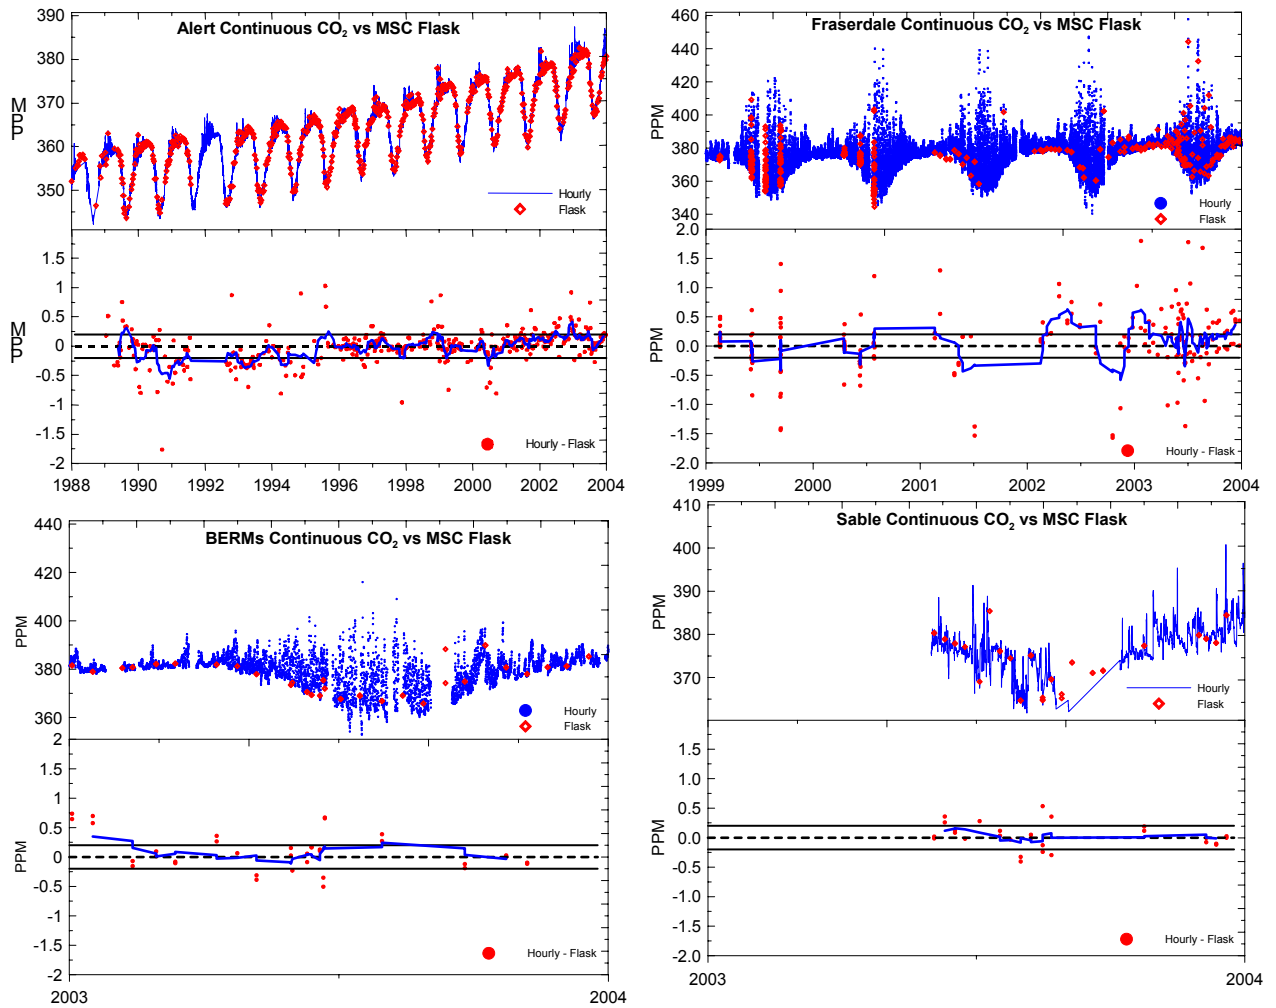 Alert Continuous CO2 vs MSC Flask
390
380
370
360
350
M
P
P
Hourly
Flask
1.5
1
0.5
0
-0.5
-1
-1.5
-2
M
P
P
Hourly - Flask
1988 1990 1992 1994 1996 1998 2000 2002 2004
Fraserdale Continuous CO2 vs MSC Flask
460
440
420
400
380
360
340
PPM
Hourly
Flask
2.0
1.5
1.0
0.5
0.0
-0.5
-1.0
-1.5
-2.0
PPM
Hourly - Flask
1999 2000 2001 2002 2003 2004
BERMs Continuous CO2 vs MSC Flask
440
420
400
380
360
PPM
Hourly
Flask
2
1.5
1
0.5
0
-0.5
-1
-1.5
-2
PPM
Hourly - Flask
2003 2004
Sable Continuous CO2 vs MSC Flask
400
390
380
370
PPM
Hourly
Flask
1.5
1.0
0.5
0.0
-0.5
-1.0
-1.5
-2.0
PPM
Hourly - Flask
2003 2004